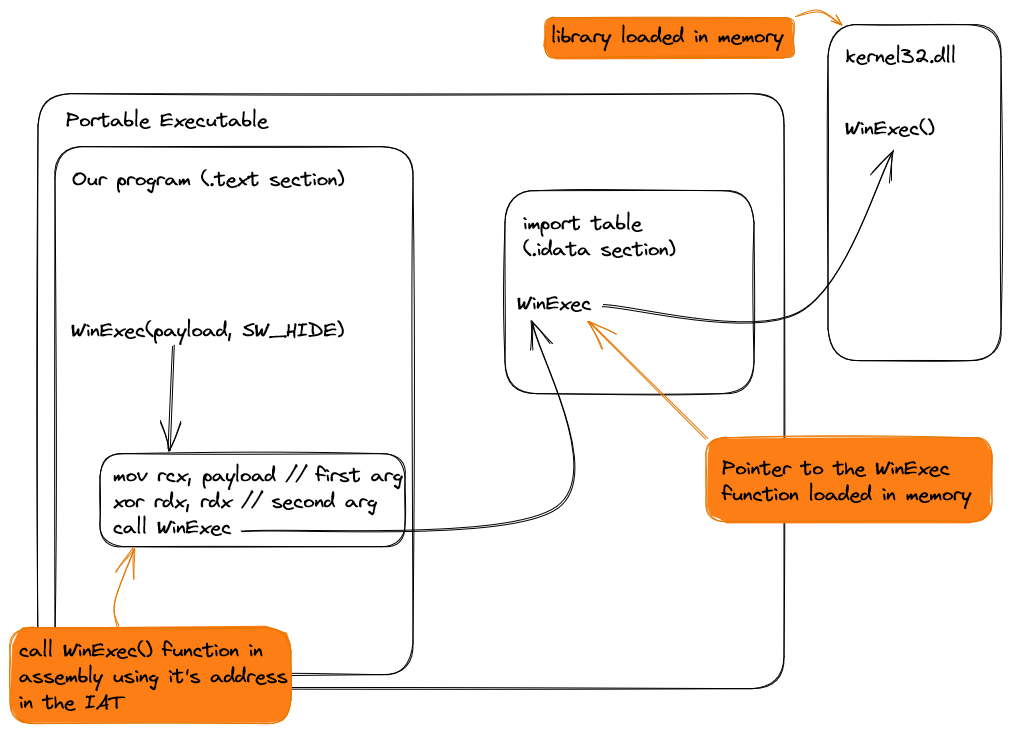 library loaded in memory
kernel32.dll
WinExec()
Portable Executable
Our program (.text section)
import table
(.idata section)
WinExec
WinExec(payload, SW_HIDE)
mov rcx, payload // first arg
xor rdx, rdx // second arg
call WinExec
Pointer to the WinExec
function loaded in memory
call WinExec() function in
assembly using it's address
in the IAT